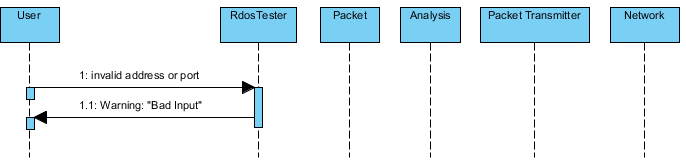 User
RdosTester
Packet
Analysis
Packet Transmitter
Network
1: invalid address or port
1.1: Warning: "Bad Input"